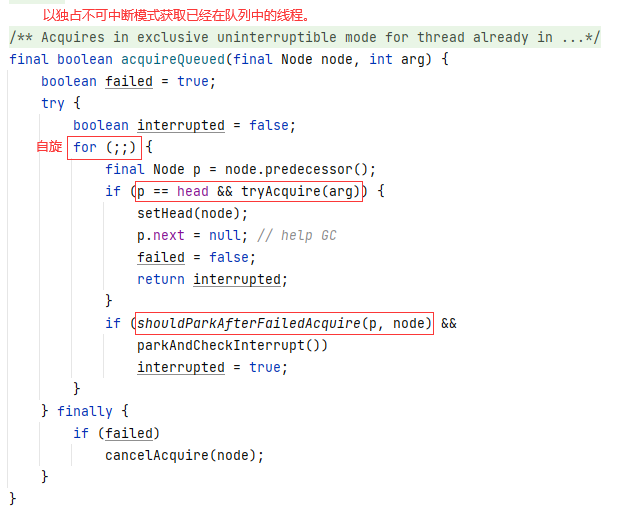 以独占不可中断模式获取已经在队列中的线程。
/** Acquires in exclusive uninterruptible mode for thread already in ...*/
final boolean acquireQueued(final Node node, int arg) {
    boolean failed = true;
    try {
        boolean interrupted = false;
自旋 for (;;) {
            final Node p = node.predecessor();
            if (p == head && tryAcquire(arg)) {
                setHead(node);
                p.next = null; // help GC
                failed = false;
                return interrupted;
            }
            if (shouldParkAfterFailedAcquire(p, node) &&
                parkAndCheckInterrupt())
                interrupted = true;
        }
    } finally {
        if (failed)
            cancelAcquire(node);
    }
}